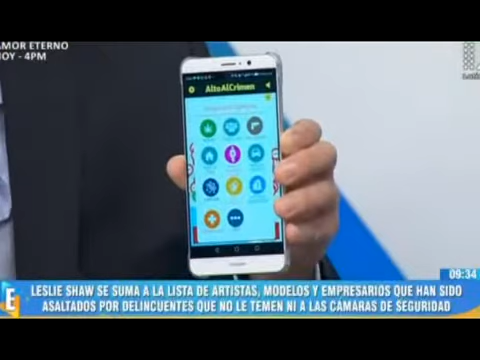 AMOR ETERNO
HOY - 4PM
AltoAlCrimen
09:34
E
LESLIE SHAW SE SUMA A LA LISTA DE ARTISTAS, MODELOS Y EMPRESARIOS QUE HAN SIDO
ASALTADOS POR DELINCUENTES QUE NO LE TEMEN NI A LAS CÁMARAS DE SEGURIDAD